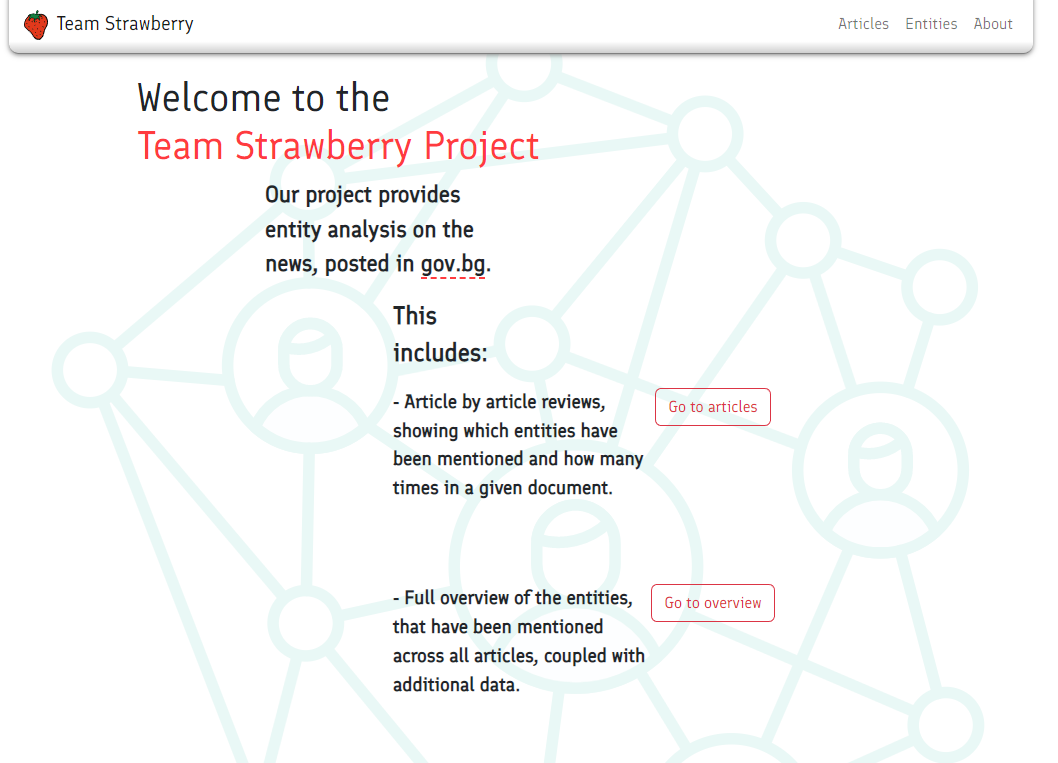 Team Strawberry
Articles Entities About
Welcome to the
Team Strawberry Project
Our project provides
entity analysis on the
news, posted in gov.bg.
This
includes:
- Article by article reviews,
showing which entities have
been mentioned and how many
times in a given document.
Go to articles
- Full overview of the entities,
that have been mentioned
across all articles, coupled with
additional data.
Go to overview